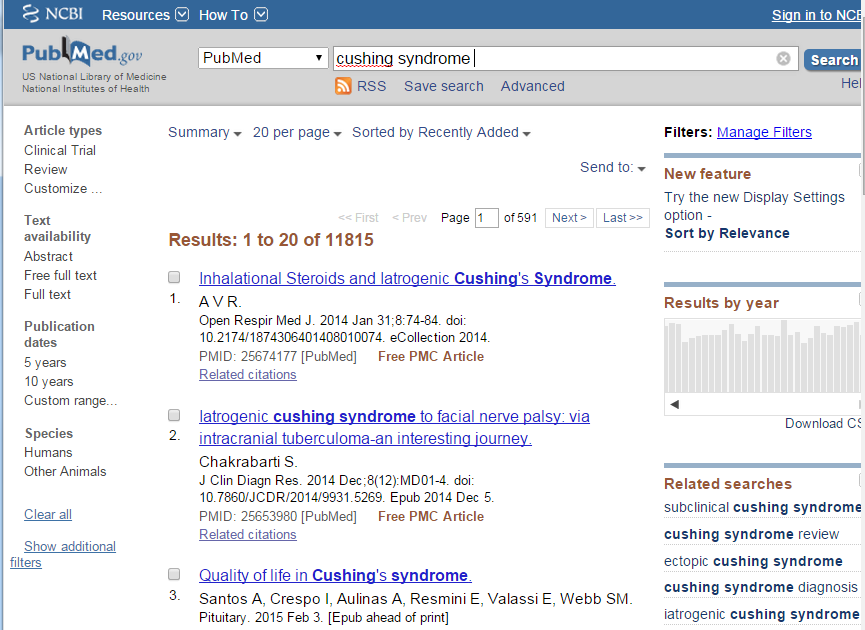 NCBI Resources How To Sign in to NCB
PubMed.gov
US National Library of Medicine
National Institutes of Health
PubMed cushing syndrome Search
RSS Save search Advanced Hel
Article types
Clinical Trial
Review
Customize ...
Text
availability
Abstract
Free full text
Full text
Publication
dates
5 years
10 years
Custom range...
Species
Humans
Other Animals
Clear all
Show additional
filters
Summary 20 per page Sorted by Recently Added
Send to:
<< First < Prev Page 1 of 591 Next > Last >>
Results: 1 to 20 of 11815
Inhalational Steroids and Iatrogenic Cushing's Syndrome.
1. A V R.
Open Respir Med J. 2014 Jan 31;8:74-84. doi:
10.2174/1874306401408010074. eCollection 2014.
PMID: 25674177 [PubMed] Free PMC Article
Related citations
Iatrogenic cushing syndrome to facial nerve palsy: via
2. intracranial tuberculoma-an interesting journey.
Chakrabarti S.
J Clin Diagn Res. 2014 Dec;8(12):MD01-4. doi:
10.7860/JCDR/2014/9931.5269. Epub 2014 Dec 5.
PMID: 25653980 [PubMed] Free PMC Article
Related citations
Quality of life in Cushing's syndrome.
3. Santos A, Crespo I, Aulinas A, Resmini E, Valassi E, Webb SM.
Pituitary. 2015 Feb 3. [Epub ahead of print]
Filters: Manage Filters
New feature
Try the new Display Settings
option -
Sort by Relevance
Results by year
Download CS
Related searches
subclinical cushing syndrome
cushing syndrome review
ectopic cushing syndrome
cushing syndrome diagnosis
iatrogenic cushing syndrome